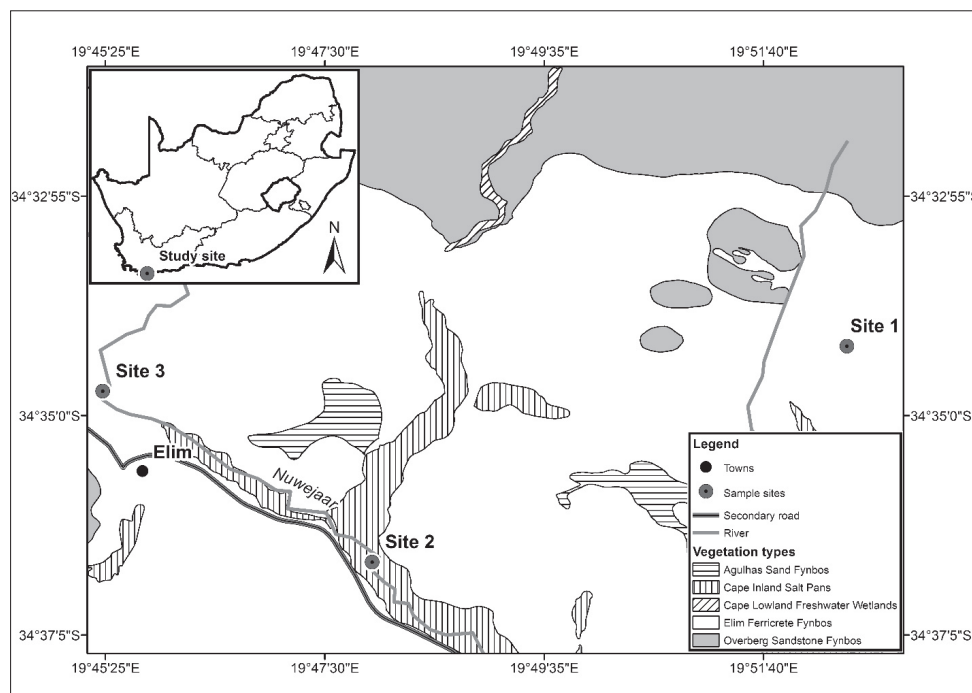 19°45'25"E 19°47'30"E 19°49'35"E 19°51'40"E
34°32'55"S 34°32'55"S
N
Study site
Site 1
Site 3
34°35'0"S 34°35'0"S
Elim
Nuwejaar
Site 2
Legend
Towns
Sample sites
Secondary road
River
Vegetation types
Agulhas Sand Fynbos
Cape Inland Salt Pans
Cape Lowland Freshwater Wetlands
Elim Ferricrete Fynbos
Overberg Sandstone Fynbos
34°37'5"S 34°37'5"S
19°45'25"E 19°47'30"E 19°49'35"E 19°51'40"E